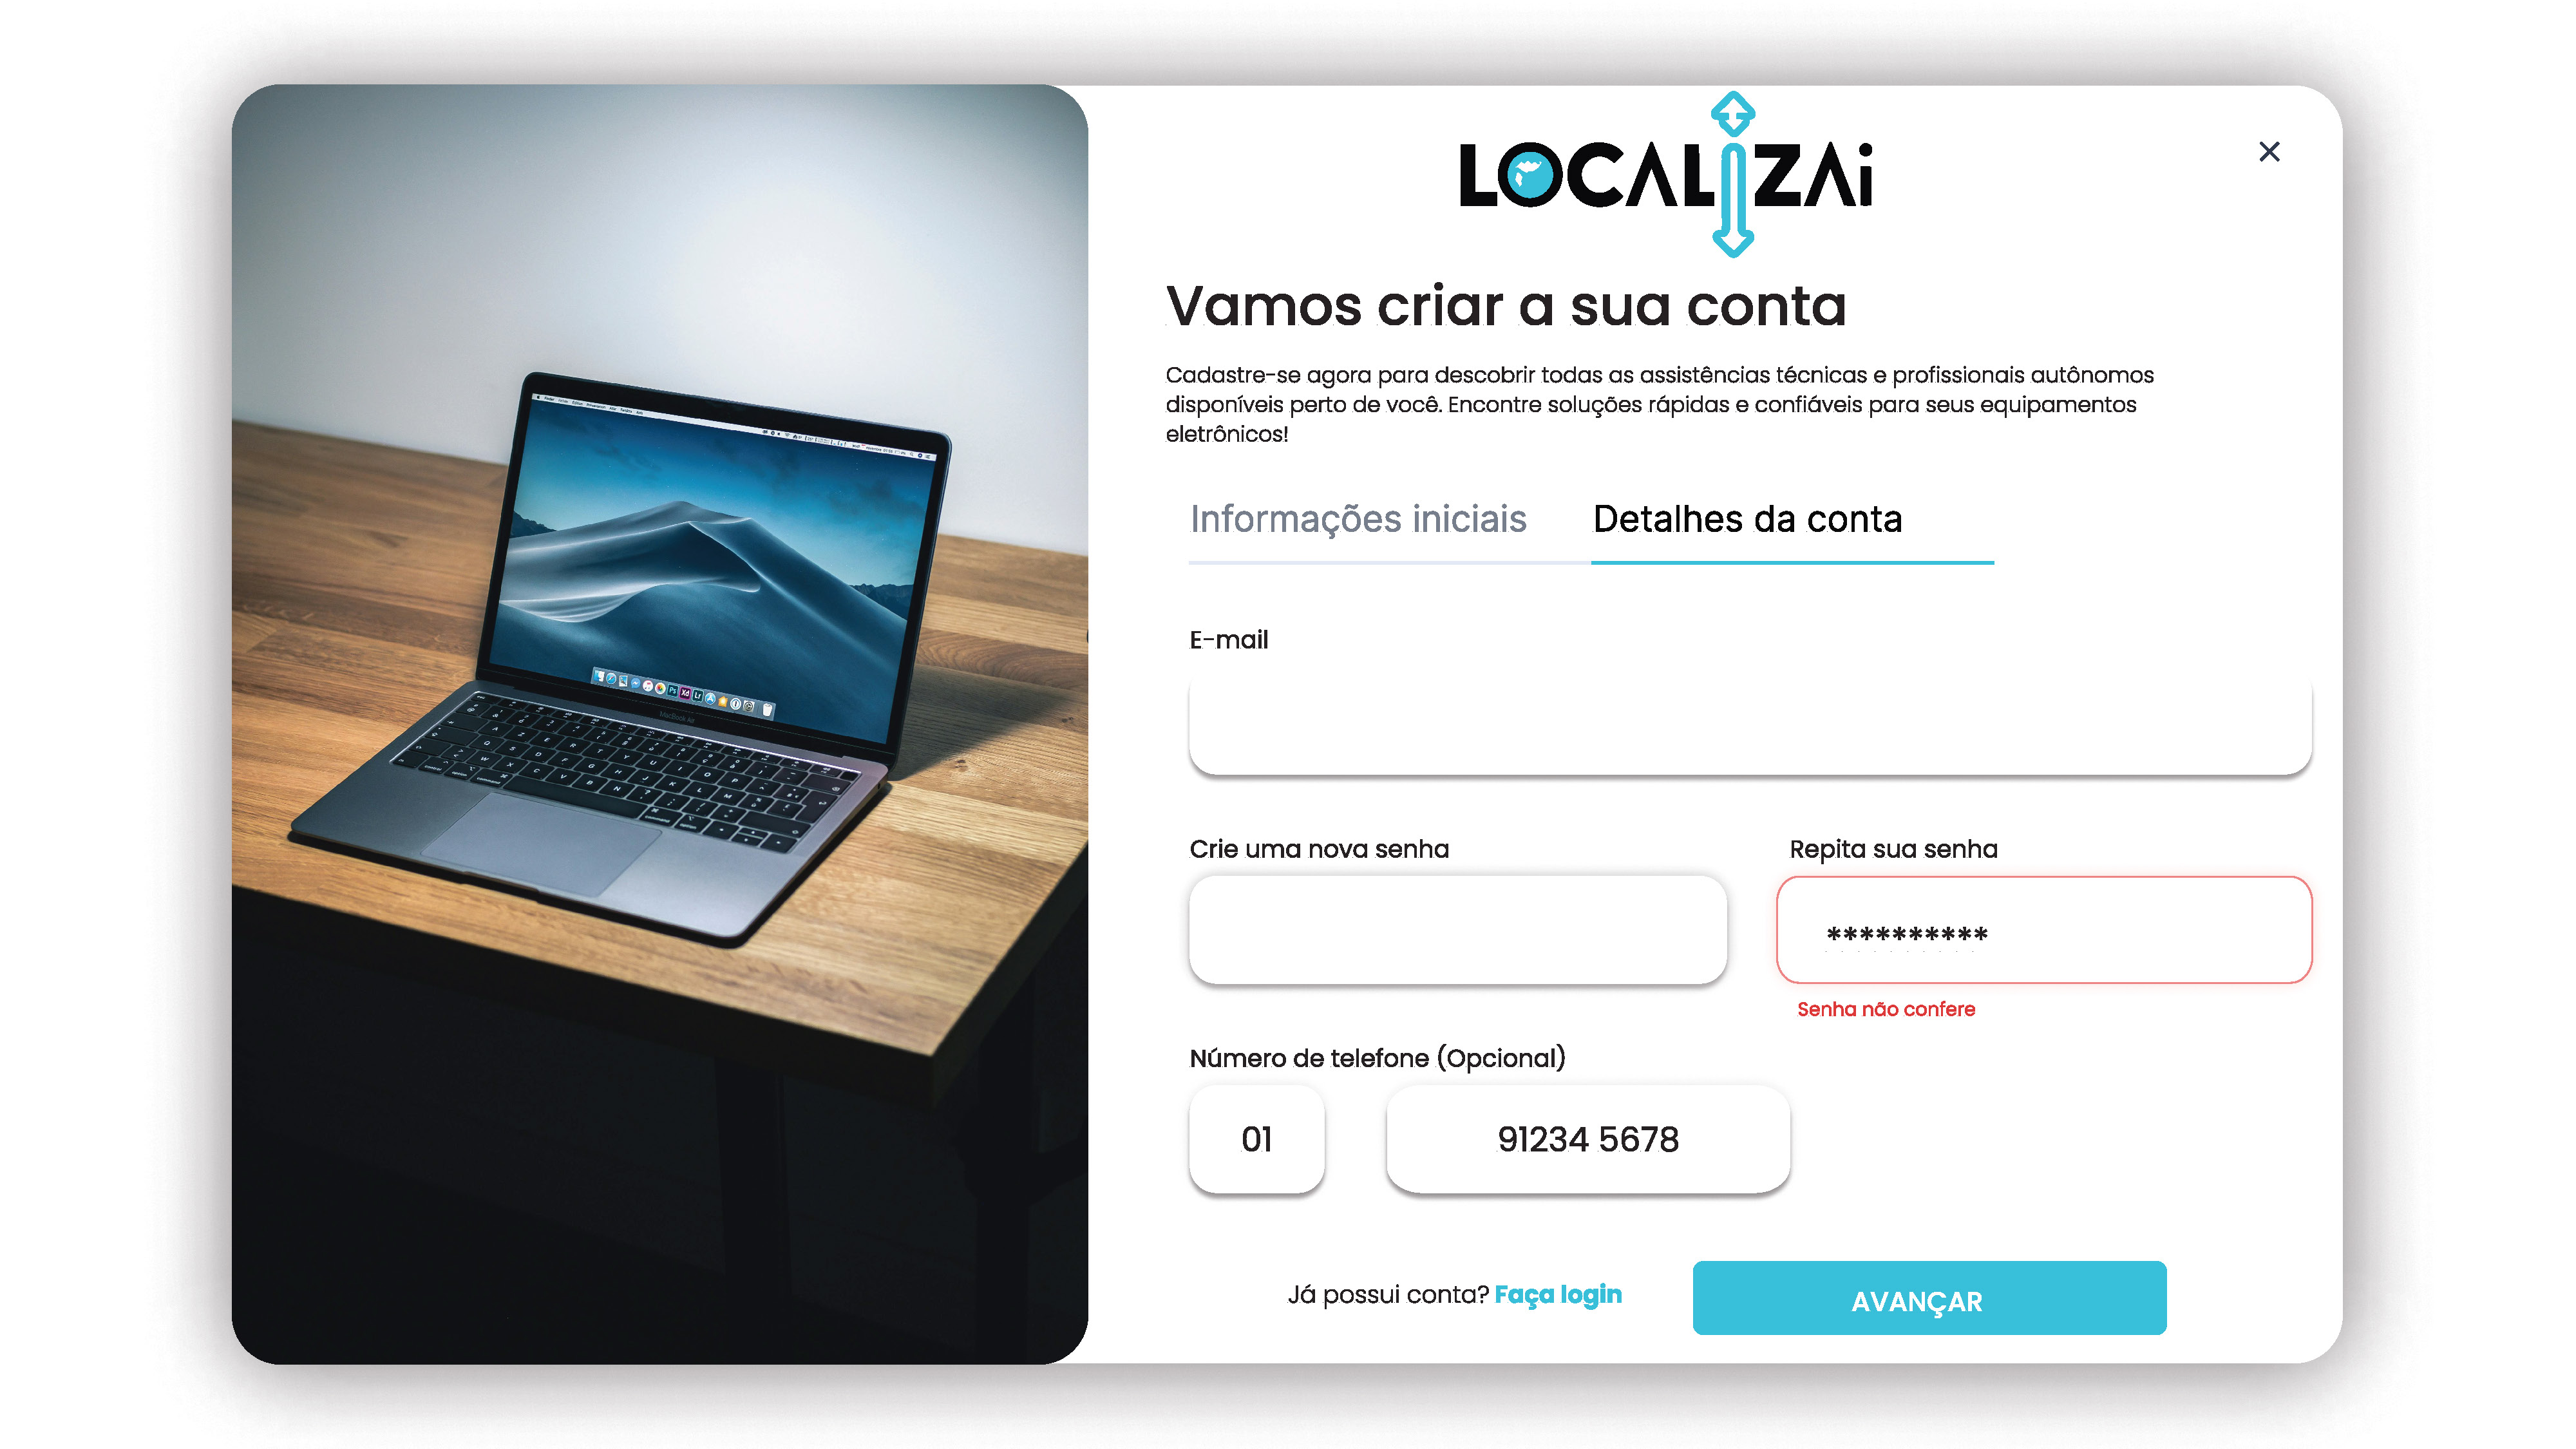 LOCALIZAi
Vamos criar a sua conta
Cadastre-se agora para descobrir todas as assistências técnicas e profissionais autônomos
disponíveis perto de você. Encontre soluções rápidas e confiáveis para seus equipamentos
eletrônicos!
Informações iniciais Detalhes da conta
E-mail
Crie uma nova senha Repita sua senha
**********
Senha não confere
Número de telefone (Opcional)
01 91234 5678
Já possui conta? Faça login AVANÇAR
MacBook Air